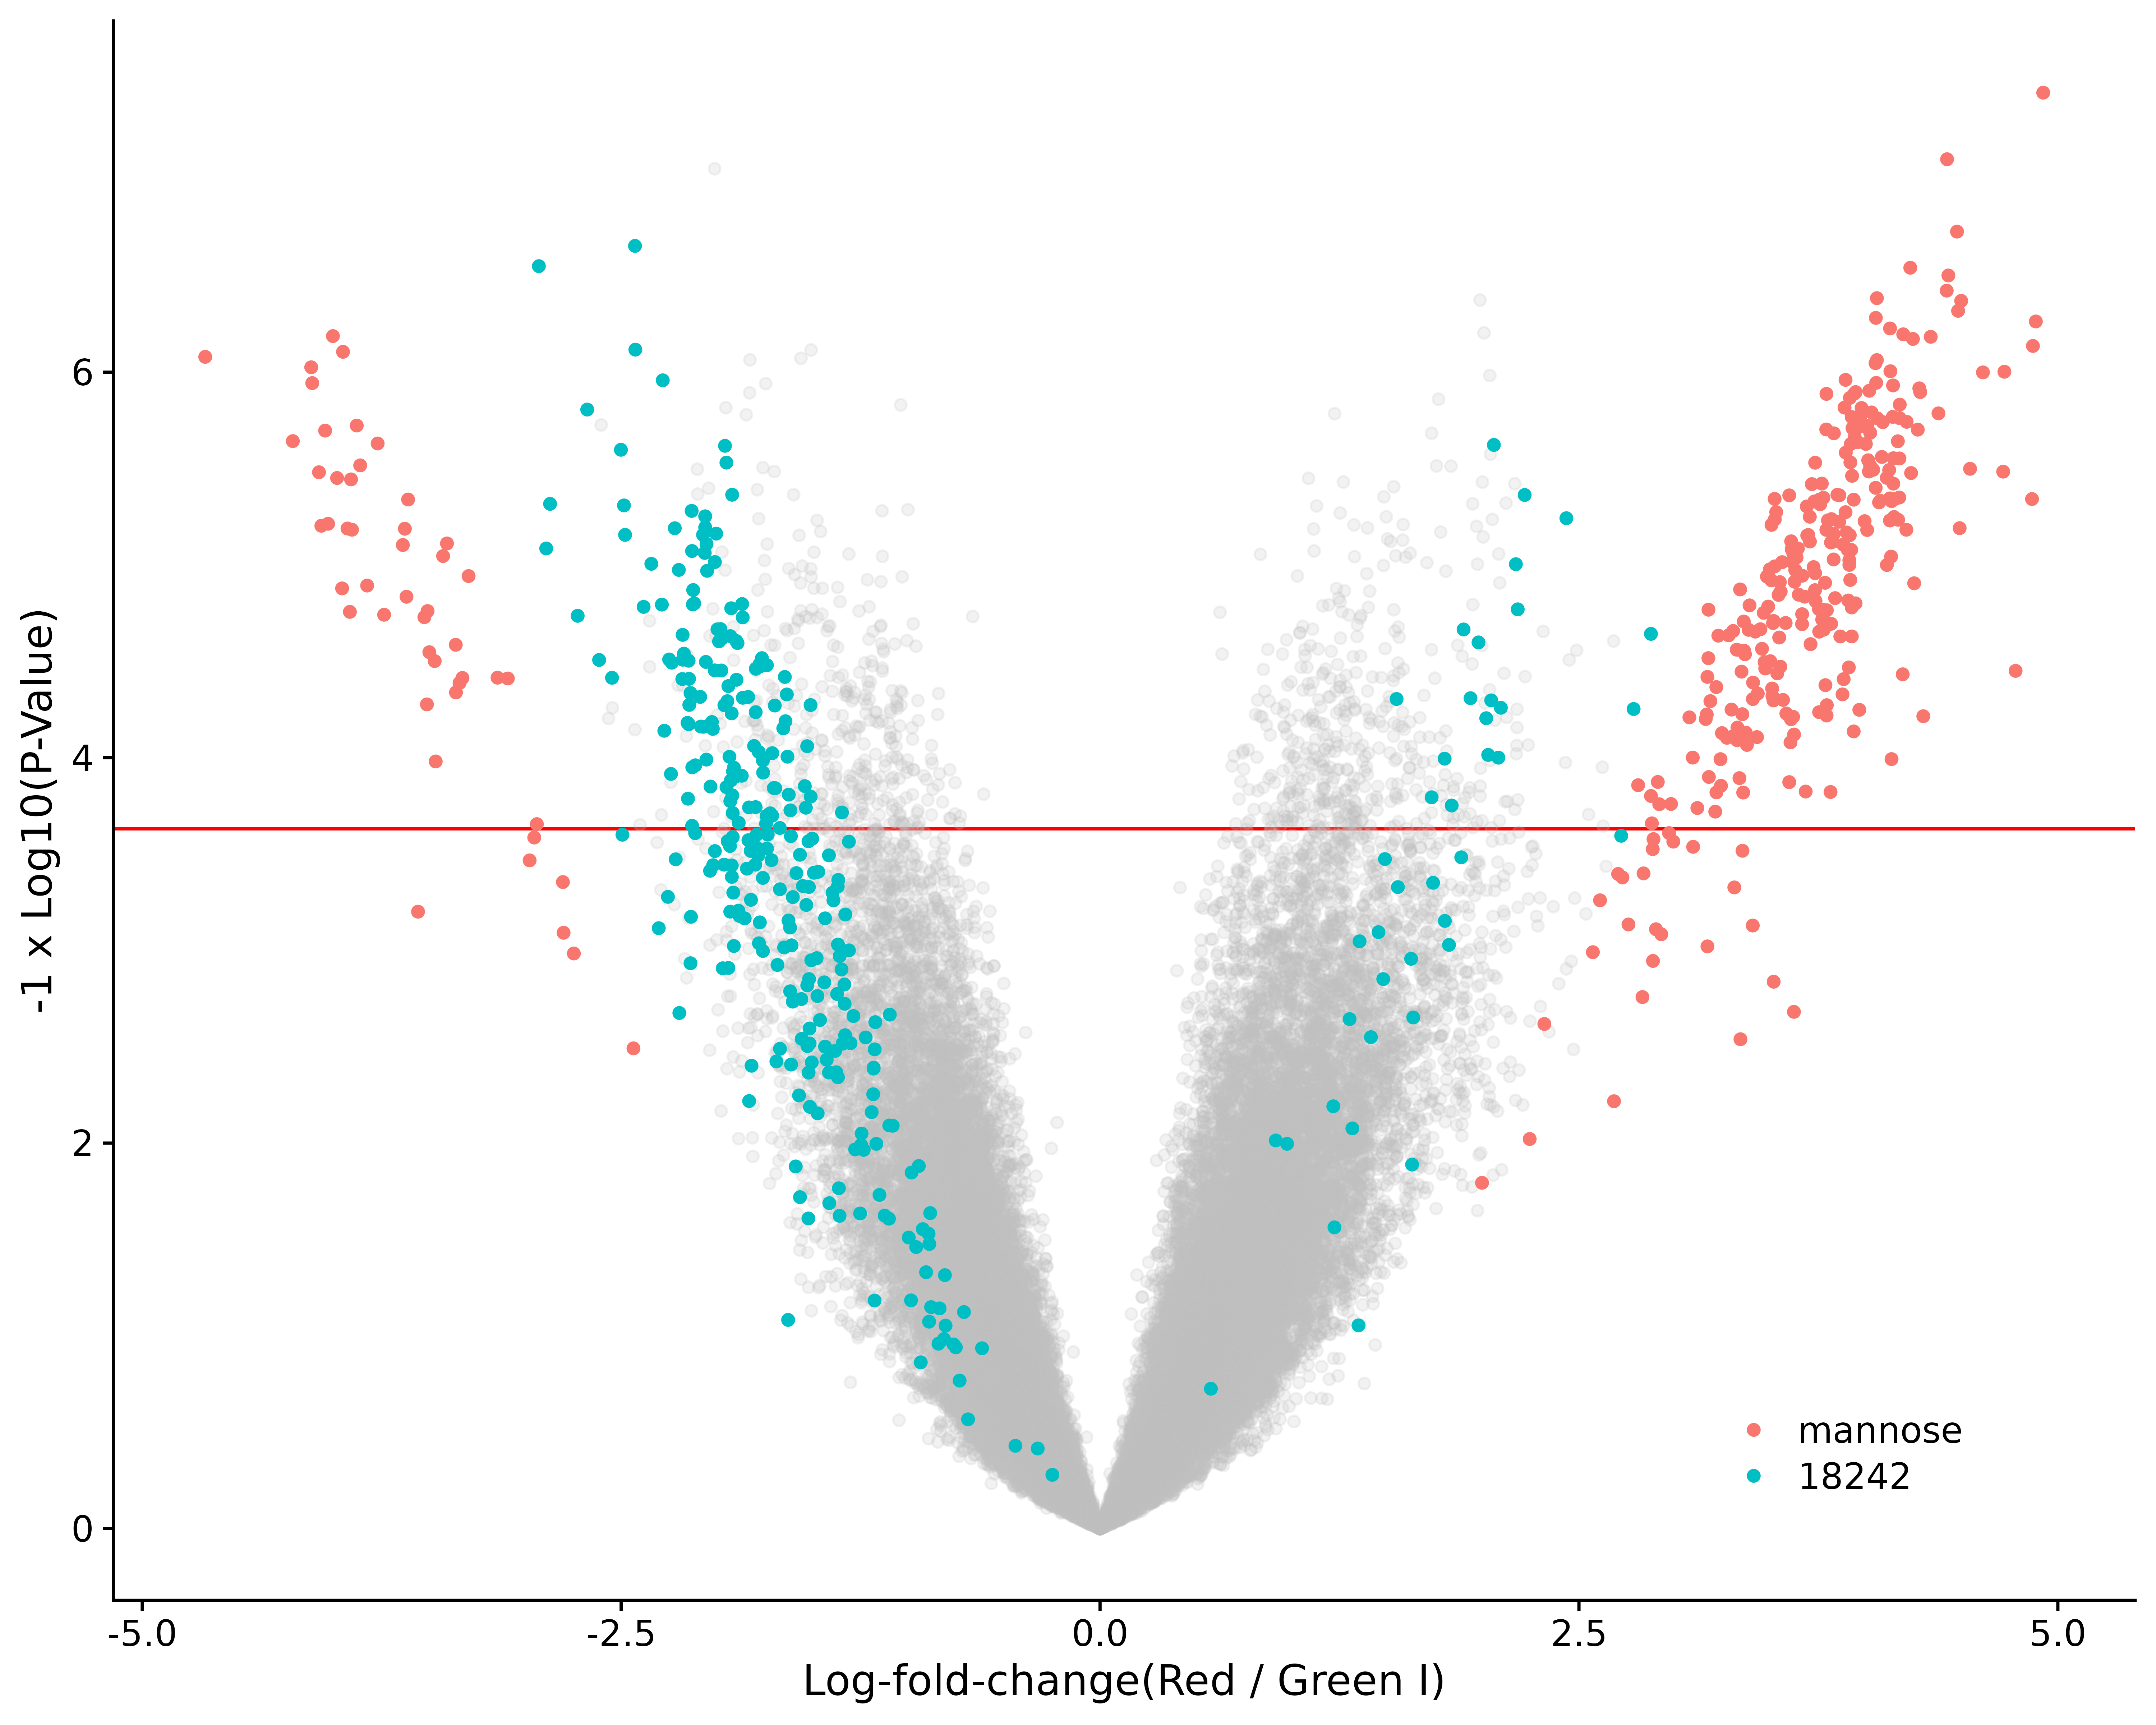 -1 x Log10(P-Value)
6
4
2
0
mannose
18242
-5.0 -2.5 0.0 2.5 5.0
Log-fold-change(Red / Green I)